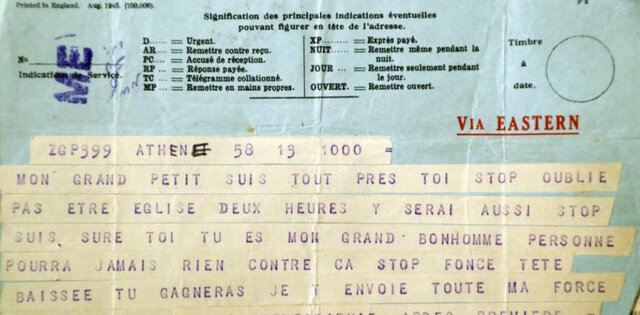 Printed in England. Aug. 1945. (100,000).
Signification des principales indications éventuelles
pouvant figurer en tête de l'adresse.
D...... = Urgent.
AR...... = Remettre contre reçu.
PC...... = Accusé de réception.
RP...... = Réponse payée.
TC...... = Télégramme collationné.
MP...... = Remettre en mains propres.
XP...... = Exprès payé.
NUIT...... = Remettre même pendant la
nuit.
JOUR...... = Remettre seulement pendant
le jour.
OUVERT. = Remettre ouvert.
Timbre
à
date.
No
Indications de Service.
VIA EASTERN
ZGP399 ATHENE 58 13 1000 =
MON GRAND PETIT SUIS TOUT PRES TOI STOP OUBLIE
PAS ETRE EGLISE DEUX HEURES Y SERAI AUSSI STOP
SUIS SURE TOI TU ES MON GRAND BONHOMME PERSONNE
POURRA JAMAIS RIEN CONTRE CA STOP FONCE TETE
BAISSEE TU GAGNERAS JE T ENVOIE TOUTE MA FORCE